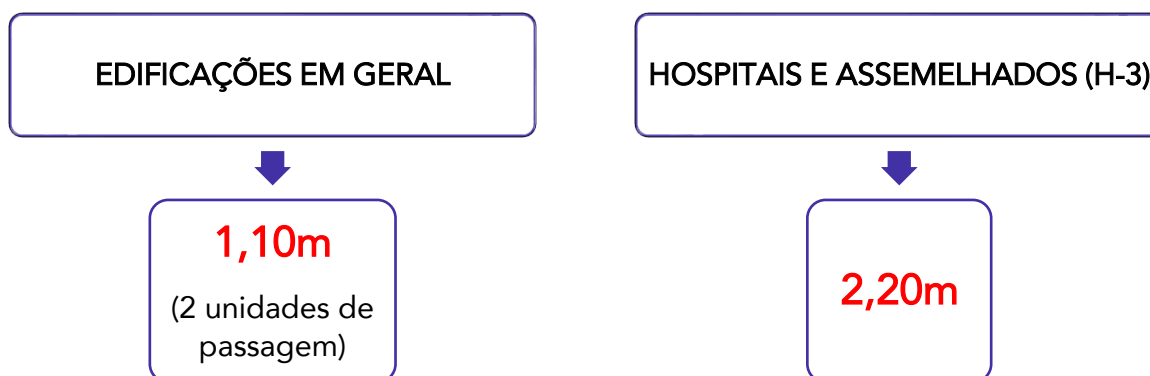 EDIFICAÇÕES EM GERAL
1,10m
(2 unidades de
passagem)
HOSPITAIS E ASSEMELHADOS (H-3)
2,20m